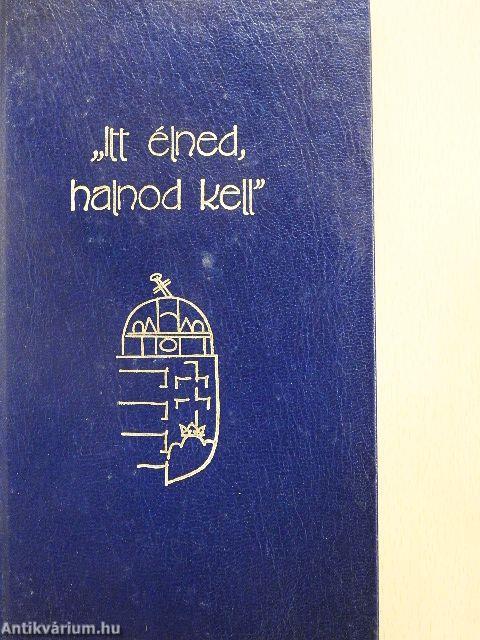 „Itt élned,
halnod kell”
Antikvárium.hu